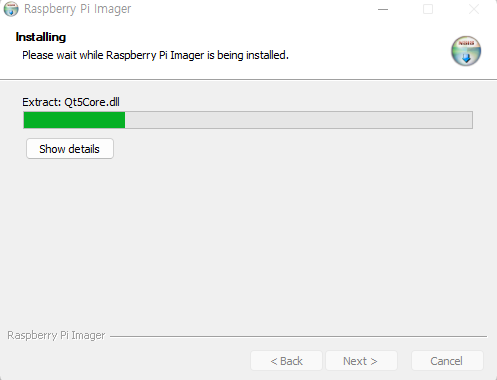 Raspberry Pi Imager
Installing
Please wait while Raspberry Pi Imager is being installed.
Extract: Qt5Core.dll
Show details
Raspberry Pi Imager
< Back
Next >
Cancel